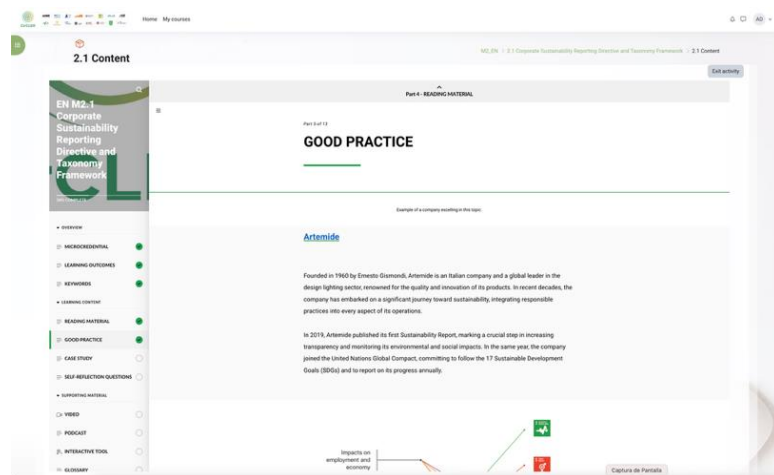 Home My courses
AD
2.1 Content
M2_EN
2.1 Corporate Sustainability Reporting Directive and Taxonomy Framework
2.1 Content
Exit activity
EN M2.1
Corporate
Sustainability
Reporting
Directive and
Taxonomy
Framework
Part 4 - READING MATERIAL
Part 5 of 13
GOOD PRACTICE
Example of a company excelling in this topic.
OVERVIEW
MICROCREDENTIAL
LEARNING OUTCOMES
KEYWORDS
LEARNING CONTENT
READING MATERIAL
GOOD PRACTICE
CASE STUDY
SELF-REFLECTION QUESTIONS
SUPPORTING MATERIAL
VIDEO
PODCAST
INTERACTIVE TOOL
GLOSSARY
Artemide
Founded in 1960 by Ernesto Gismondi, Artemide is an Italian company and a global leader in the
design lighting sector, renowned for the quality and innovation of its products. In recent decades, the
company has embarked on a significant journey toward sustainability, integrating responsible
practices into every aspect of its operations.
In 2019, Artemide published its first Sustainability Report, marking a crucial step in increasing
transparency and monitoring its environmental and social impacts. In the same year, the company
joined the United Nations Global Compact, committing to follow the 17 Sustainable Development
Goals (SDGs) and to report on its progress annually.
Impacts on
employment and
economy
Captura de Pantalla